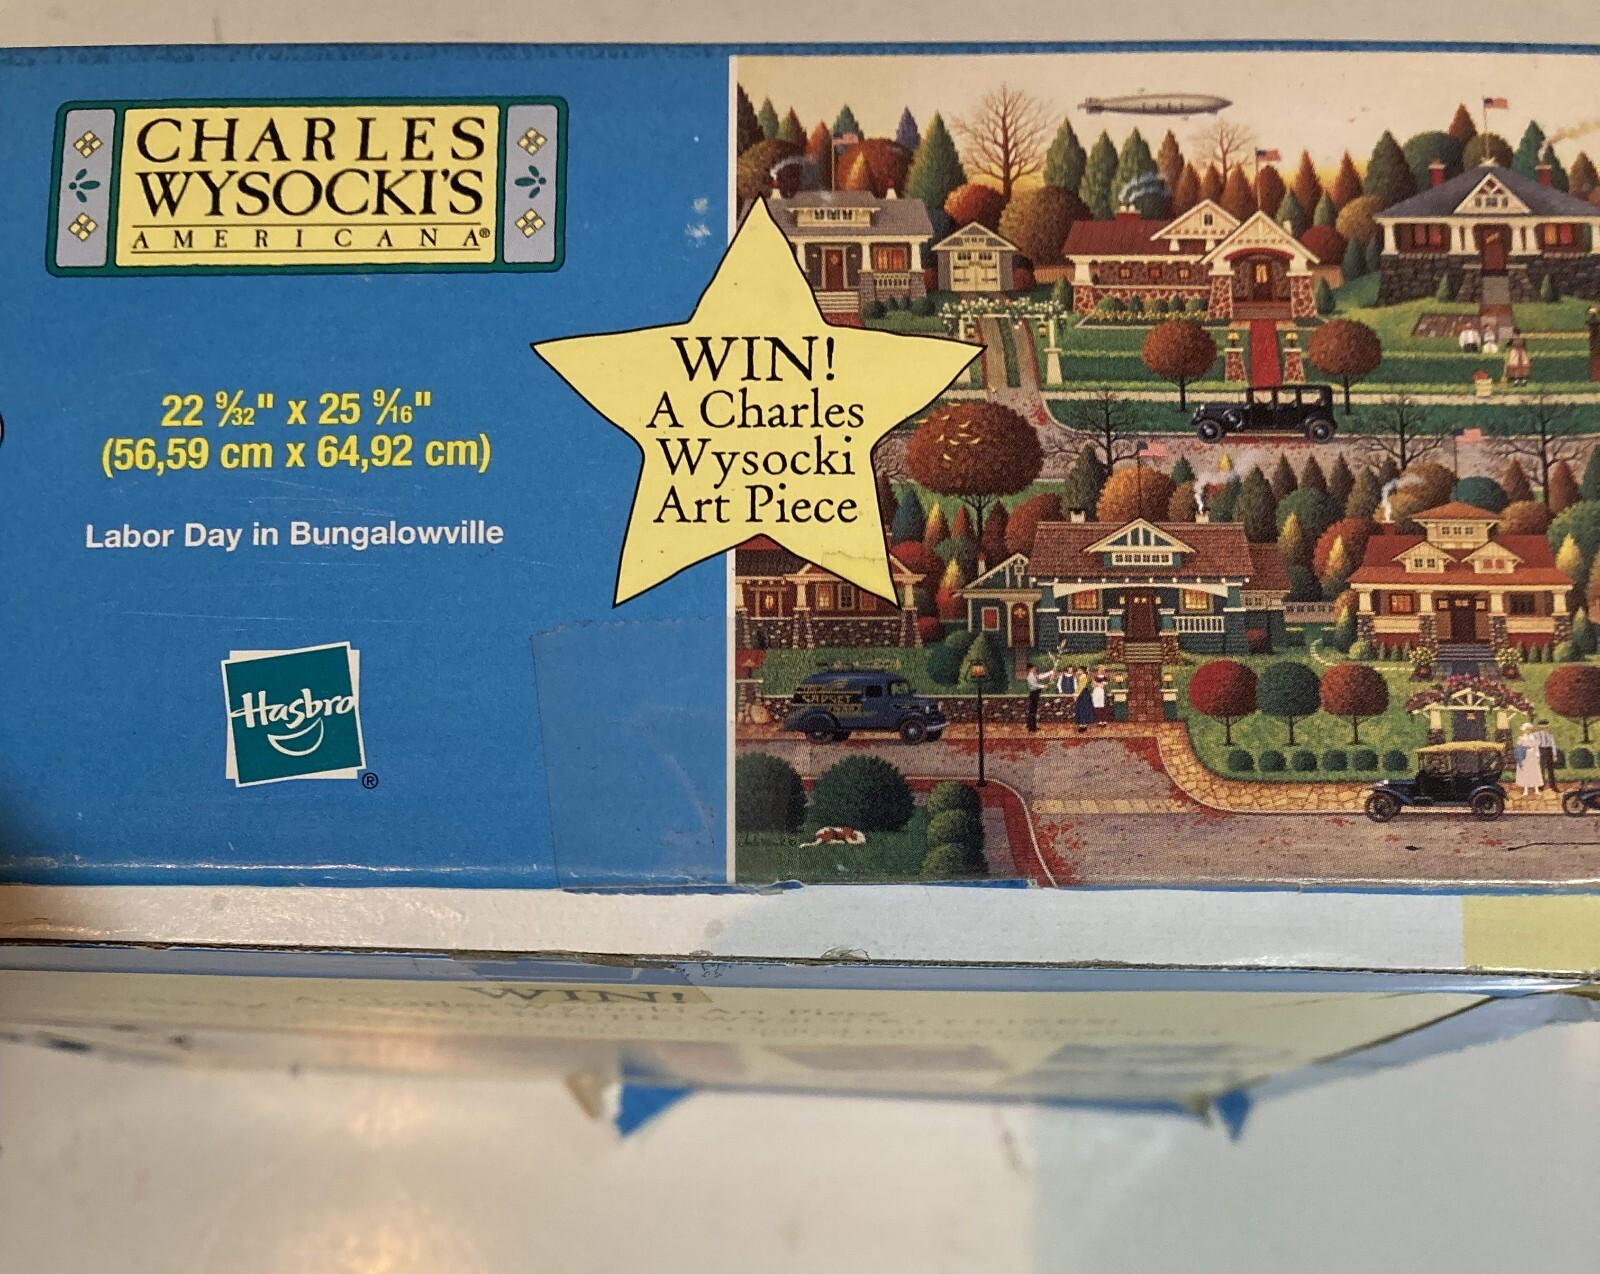 CHARLES
WYSOCKI'S
AMERICANA®
22 9/32" x 25 9/16"
(56,59 cm x 64,92 cm)
Labor Day in Bungalowville
Hasbro
®
WIN!
A Charles
Wysocki
Art Piece
WIN!